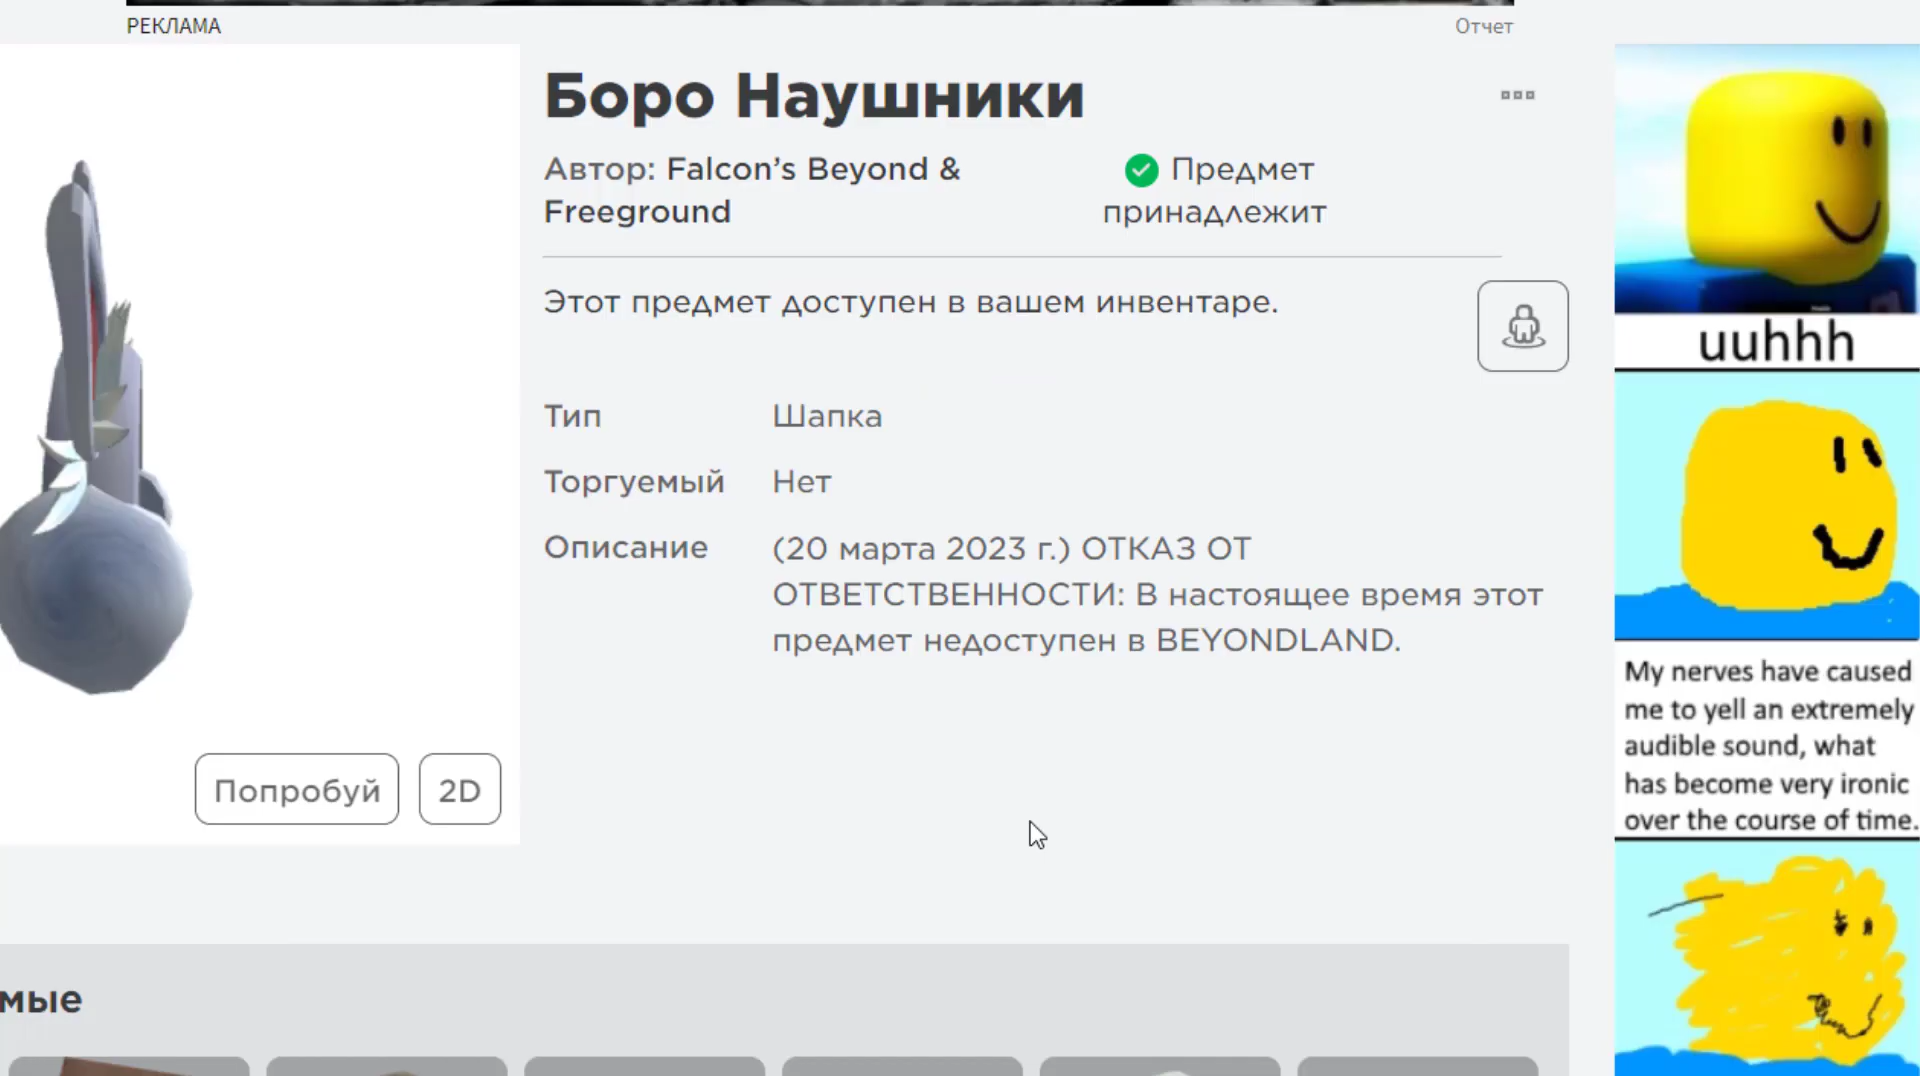 РЕКЛАМА
Отчет
Боро Наушники
Автор: Falcon’s Beyond &
Freeground
Предмет
принадлежит
Этот предмет доступен в вашем инвентаре.
Тип
Шапка
Торгуемый
Нет
Описание
(20 марта 2023 г.) ОТКАЗ ОТ
ОТВЕТСТВЕННОСТИ: В настоящее время этот
предмет недоступен в BEYONDLAND.
Попробуй
2D
мые
uuhhh
My nerves have caused
me to yell an extremely
audible sound, what
has become very ironic
over the course of time.